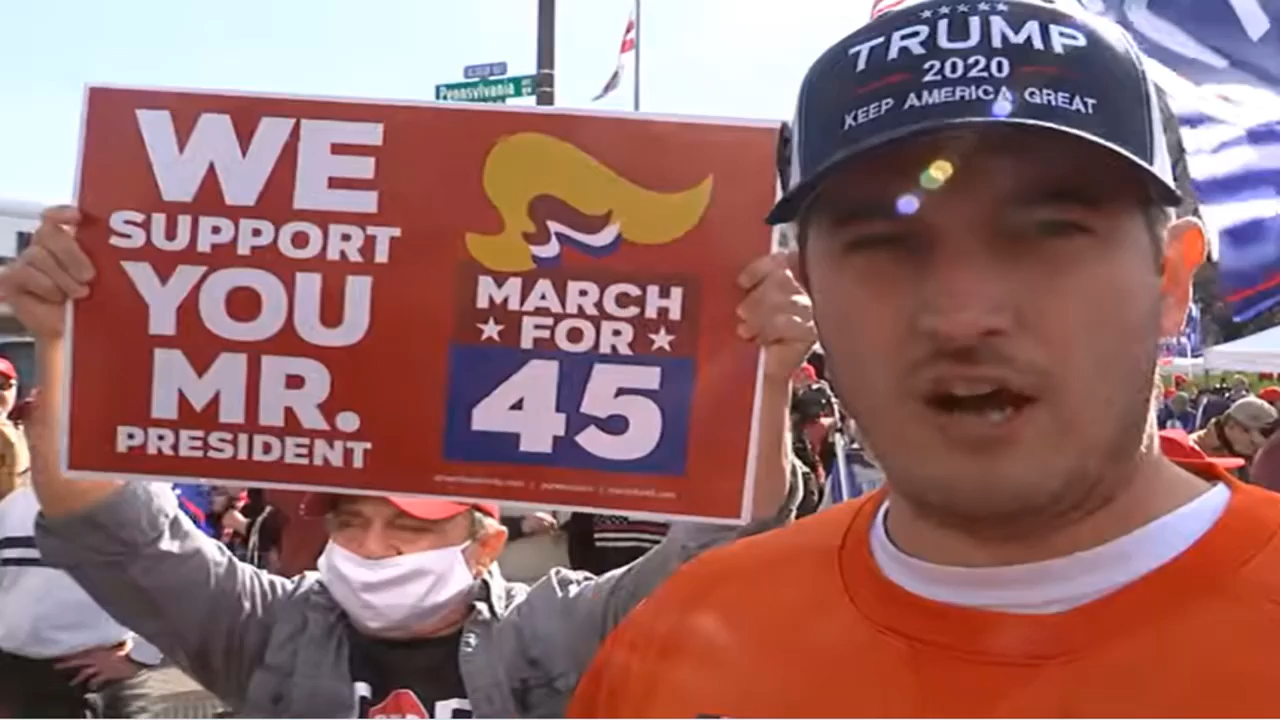 TRUMP
2020
KEEP AMERICA GREAT
Pennsylvania
WE
SUPPORT
YOU
MR.
PRESIDENT
MARCH
FOR
45